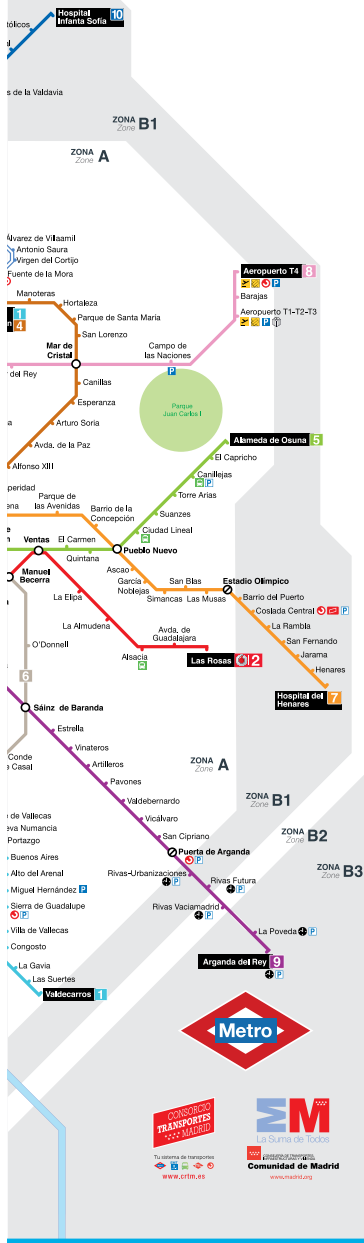 Hospital
Infanta Sofía
10
ZONA
Zone
B1
ZONA
Zone
A
Antonio Saura
Virgen del Cortijo
Fuente de la Mora
Manoteras
1
4
Hortaleza
Parque de Santa María
San Lorenzo
Mar de
Cristal
Campo de
las Naciones
P
Aeropuerto T4
8
P
Barajas
Aeropuerto T1-T2-T3
P
Canillas
Esperanza
Arturo Soria
Avda. de la Paz
Alfonso XIII
Parque
Juan Carlos I
Alameda de Osuna
5
El Capricho
Canillejas
P
Torre Arias
Suanzes
Ciudad Lineal
Parque de
las Avenidas
Barrio de la
Concepción
Ventas
El Carmen
Quintana
Pueblo Nuevo
Manuel
Becerra
Ascao
García
Noblejas
San Blas
Simancas
Las Musas
Estadio Olímpico
Barrio del Puerto
Coslada Central
P
La Rambla
San Fernando
Jarama
Henares
Hospital del
Henares
7
La Elipa
La Almudena
Alsacia
Avda. de
Guadalajara
Las Rosas
2
O'Donnell
6
Sáinz de Baranda
Conde
Casal
Estrella
Vinateros
Artilleros
Pavones
Valdebernardo
Vicálvaro
San Cipriano
Puerta de Arganda
P
Rivas-Urbanizaciones
P
Rivas Futura
P
Rivas Vaciamadrid
P
La Poveda
P
Arganda del Rey
9
P
ZONA
Zone
A
ZONA
Zone
B1
ZONA
Zone
B2
ZONA
Zone
B3
de Vallecas
Numancia
Portazgo
Buenos Aires
Alto del Arenal
Miguel Hernández
P
Sierra de Guadalupe
P
Villa de Vallecas
Congosto
La Gavia
Las Suertes
Valdecarros
1
Metro
CONSORCIO
TRANSPORTES
MADRID
Tu sistema de transportes
www.crtm.es
EM
La Suma de Todos
Comunidad de Madrid
www.madrid.org